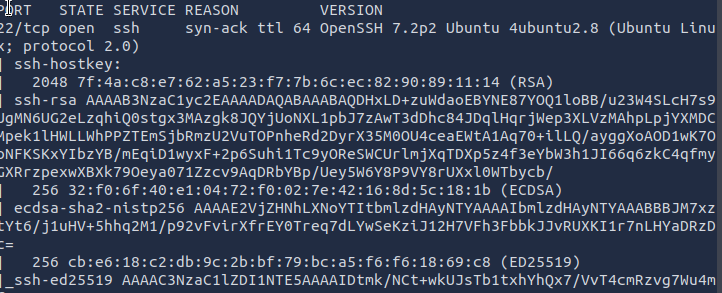 PORT   STATE SERVICE REASON         VERSION
22/tcp open  ssh     syn-ack ttl 64 OpenSSH 7.2p2 Ubuntu 4ubuntu2.8 (Ubuntu Linu
x; protocol 2.0)
| ssh-hostkey:
|   2048 7f:4a:c8:e7:62:a5:23:f7:7b:6c:ec:82:90:89:11:14 (RSA)
| ssh-rsa AAAAB3NzaC1yc2EAAAADAQABAAABAQDHxLD+zuWdaoEBYNE87YOQ1loBB/u23W4SLcH7s9
UgMN6UG2eLzqhiQ0stgx3MAzgk8JQYjUoNXL1pbJ7zAwT3dDhc84JDqlHqrjWep3XLVzMAhpLpjYXMDC
Mpek1lHWLLWhPPZTEmSjbRmzU2VuTOPnheRd2DyrX35M0OU4ceaEWtA1Aq70+ilLQ/ayggXoAOD1wK7O
oNFKSKxYIbzYB/mEqiD1wyxF+2p6Suhi1Tc9yOReSWCUrlmjXqTDXp5z4f3eYbW3h1JI66q6zkC4qfmy
GXRrzpexwXBXk79Oeya071Zzcv9AqDRbYBp/Uey5W6Y8P9VY8rUXxl0WTbycb/
|   256 32:f0:6f:40:e1:04:72:f0:02:7e:42:16:8d:5c:18:1b (ECDSA)
| ecdsa-sha2-nistp256 AAAAE2VjZHNhLXNoYTItbmlzdHAyNTYAAAAIbmlzdHAyNTYAAABBBJM7xz
tYt6/j1uHV+5hhq2M1/p92vFvirXfrEY0Treq7dLYwSeKziJ12H7VFh3FbbkJJvRUXKI1r7nLHYaDRzD
c=
|   256 cb:e6:18:c2:db:9c:2b:bf:79:bc:a5:f6:f6:18:69:c8 (ED25519)
|_ssh-ed25519 AAAAC3NzaC1lZDI1NTE5AAAAIDtmk/NCt+wkUJsTb1txhYhQx7/VvT4cmRzvg7Wu4m